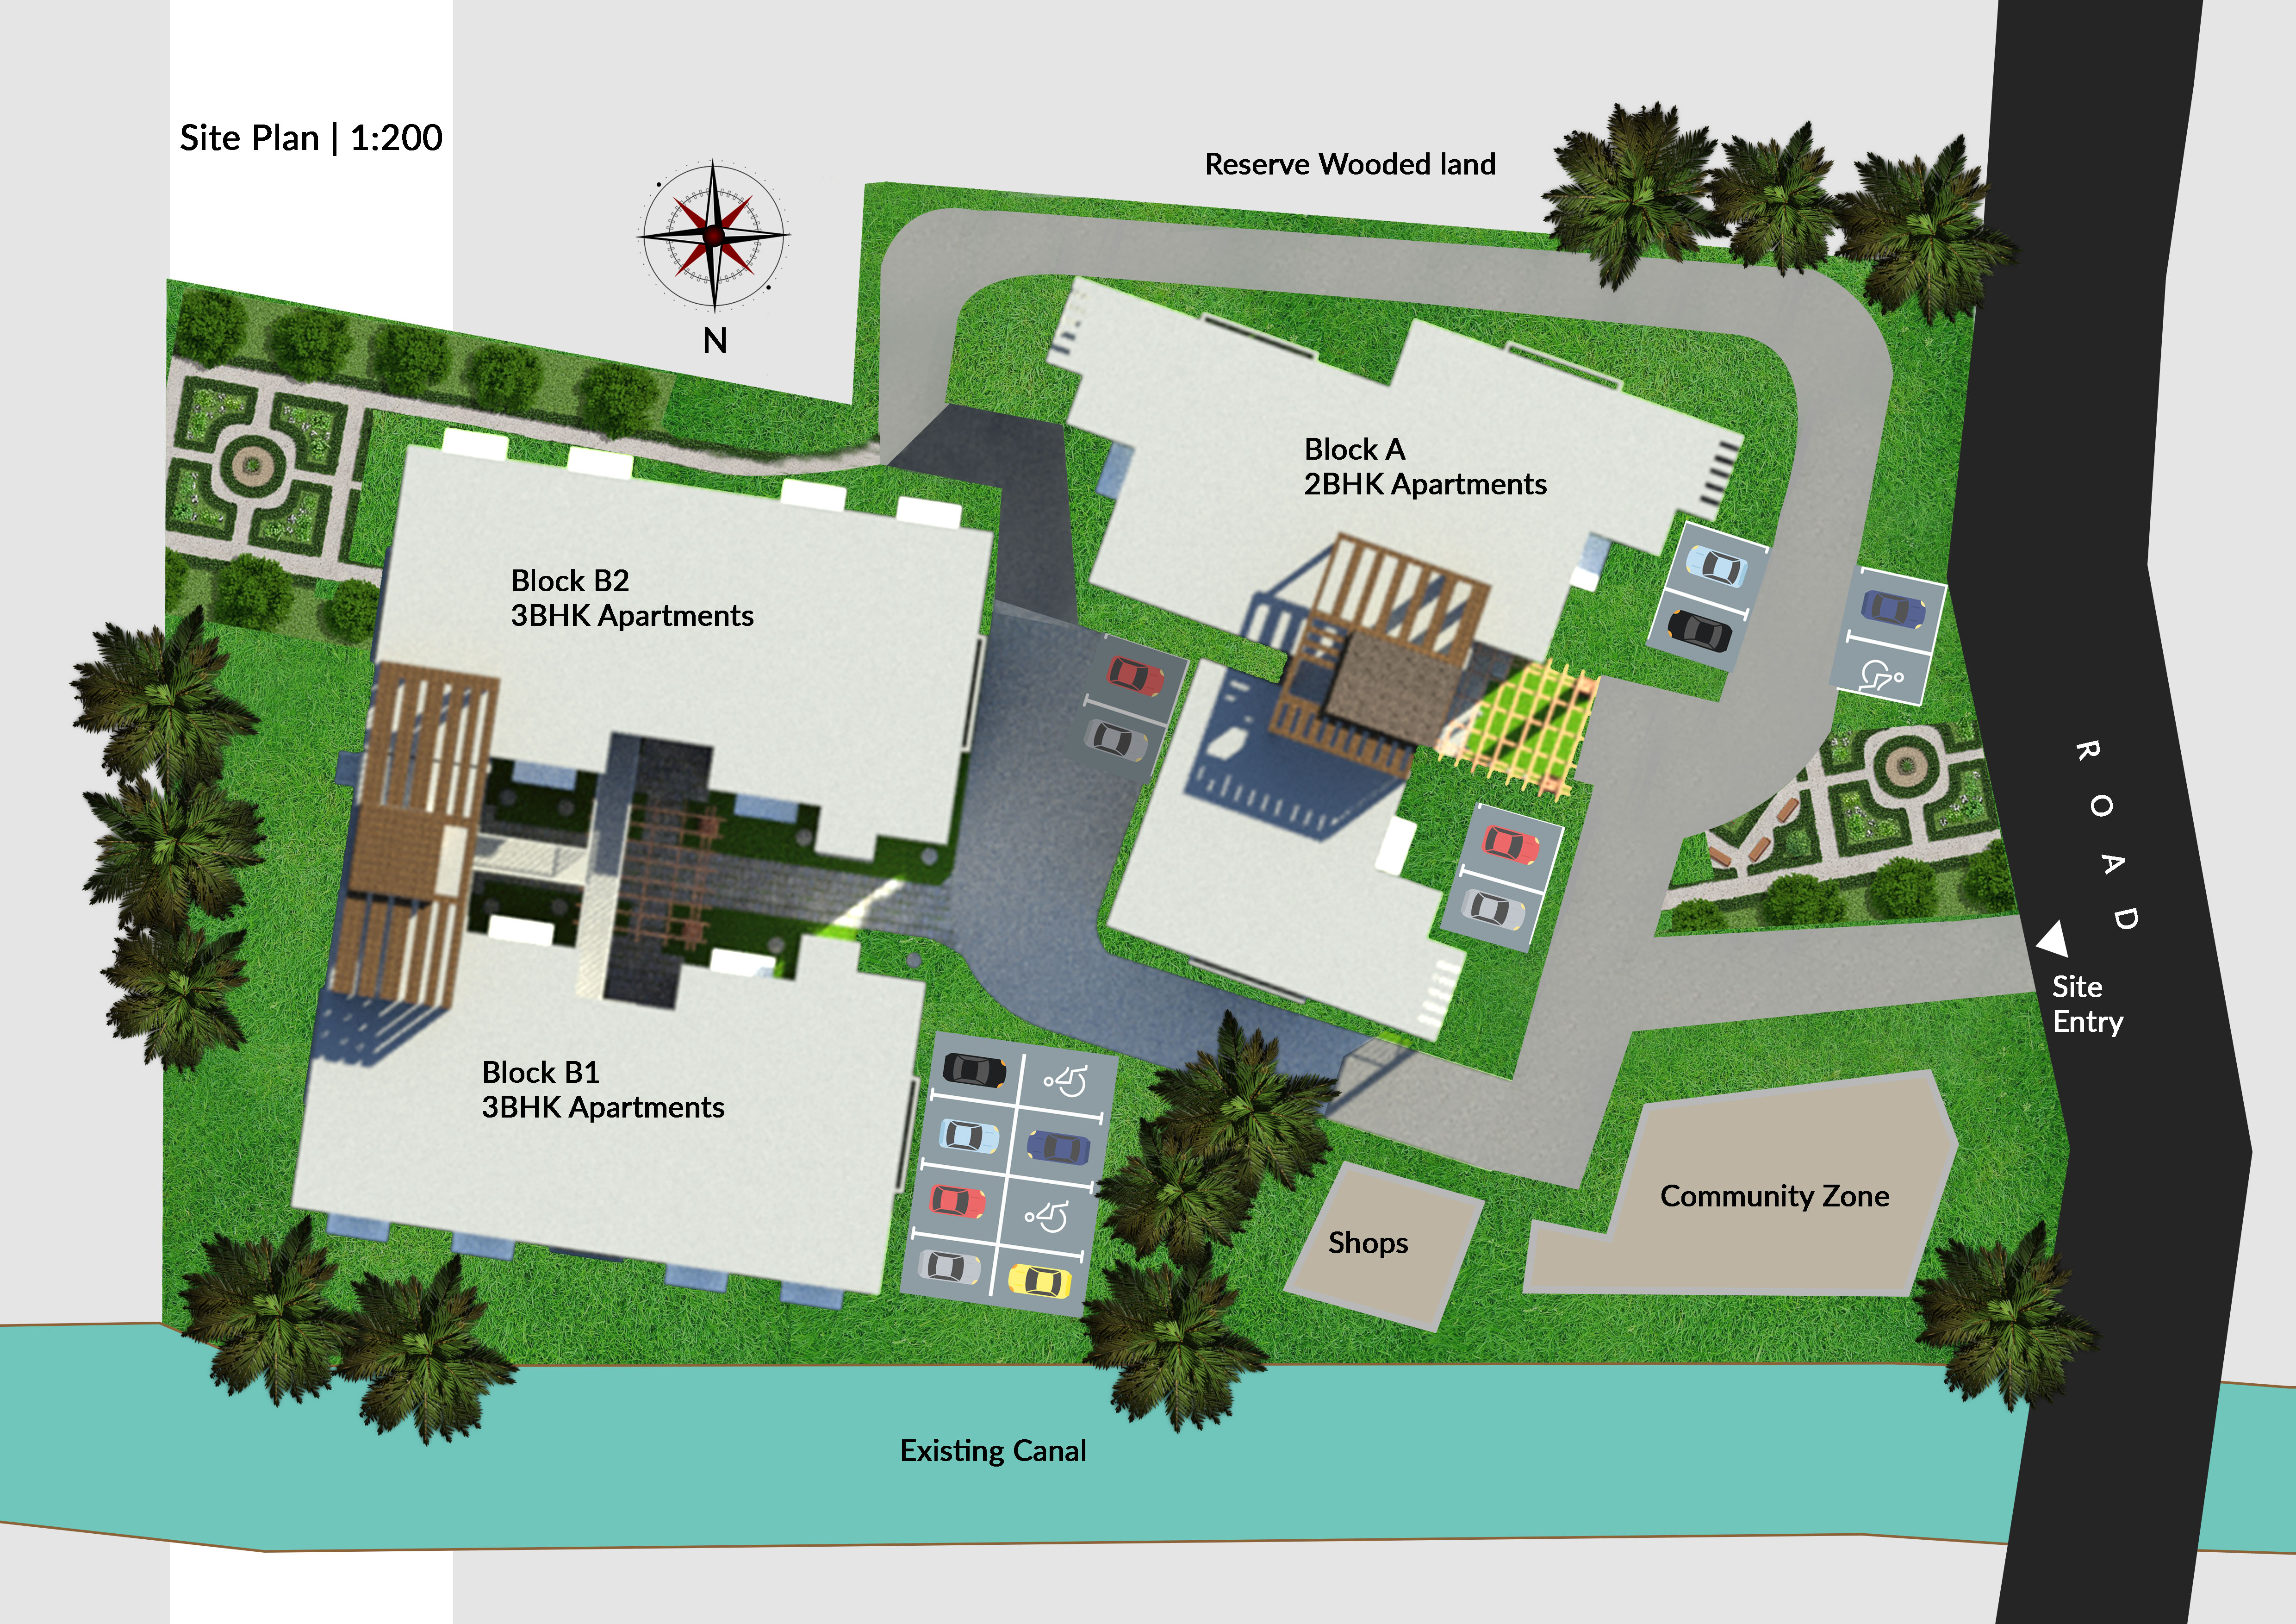 Site Plan | 1:200
Reserve Wooded land
N
Block A
2BHK Apartments
Block B2
3BHK Apartments
ROAD
Site
Entry
Block B1
3BHK Apartments
Community Zone
Shops
Existing Canal